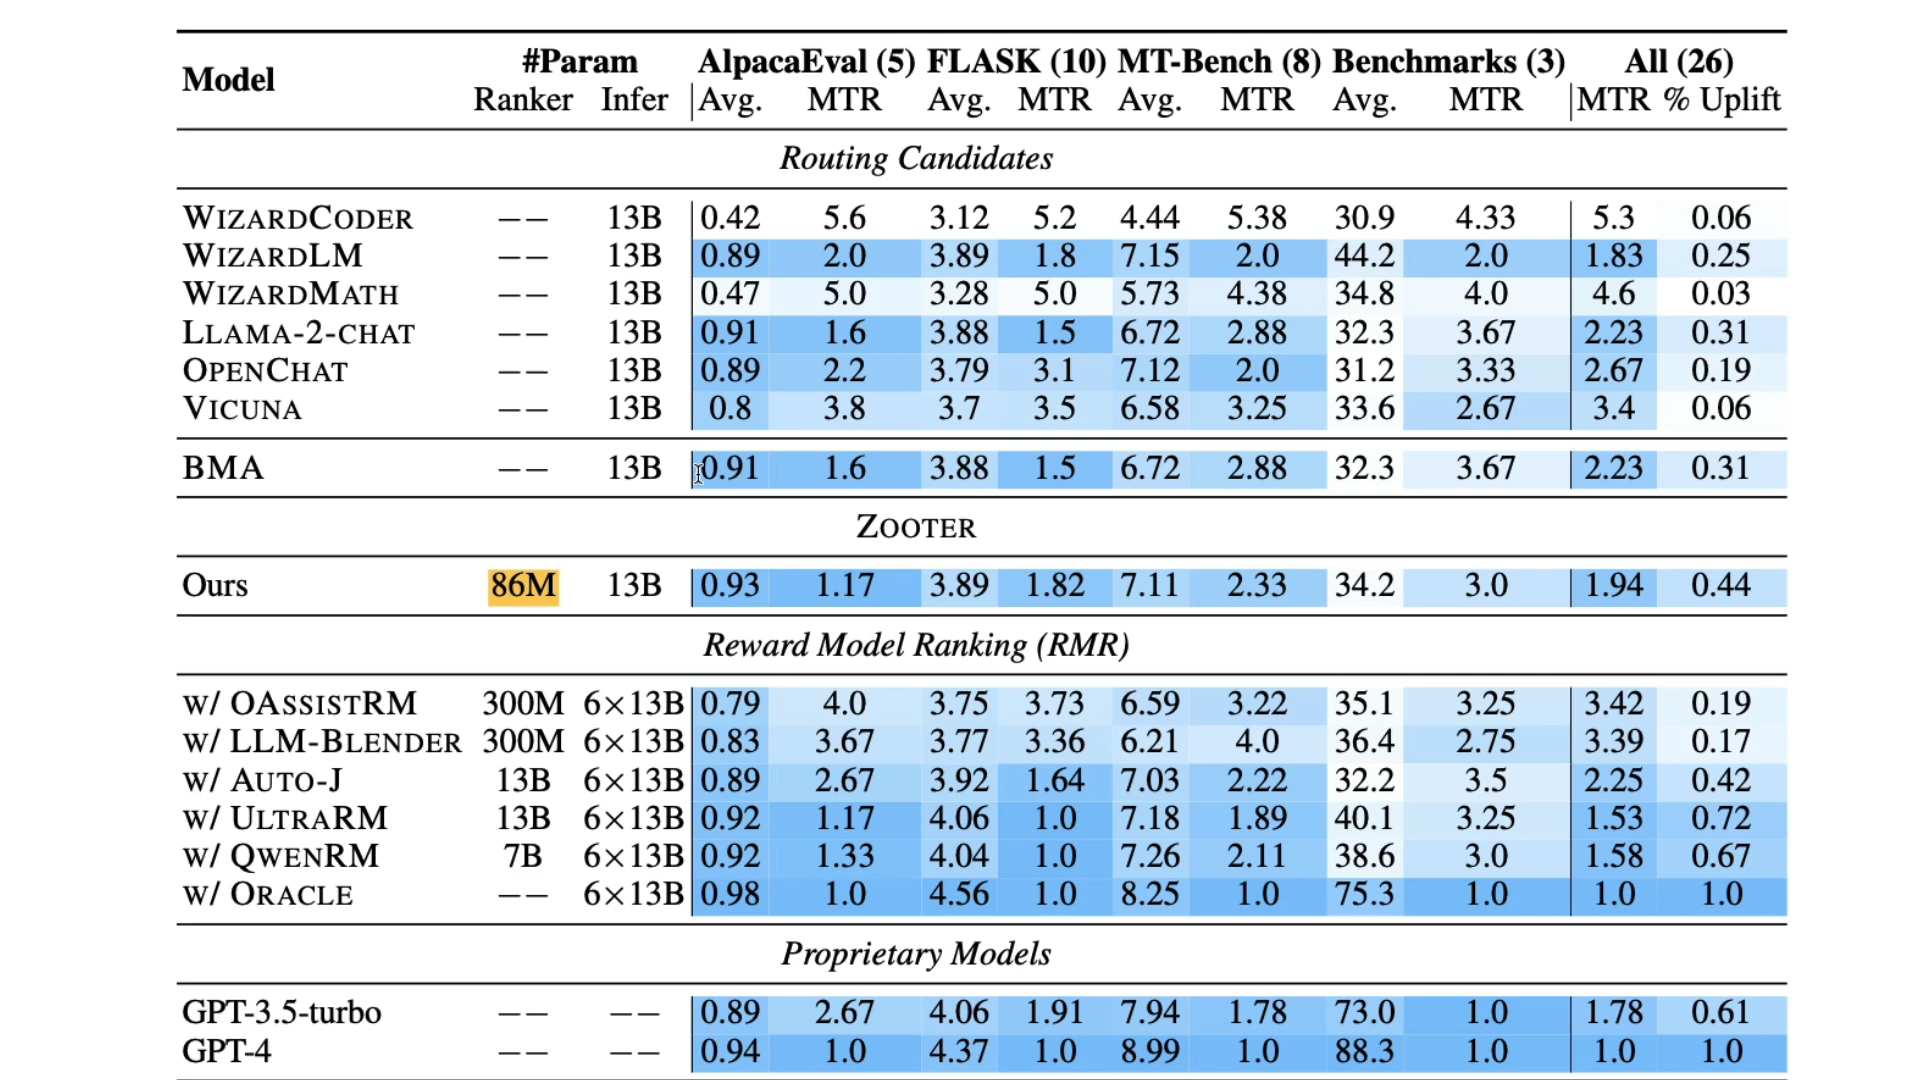 Model #Param AlpacaEval (5) FLASK (10) MT-Bench (8) Benchmarks (3) All (26)
Ranker Infer Avg. MTR Avg. MTR Avg. MTR Avg. MTR MTR % Uplift
Routing Candidates
WIZARDCODER −− 13B 0.42 5.6 3.12 5.2 4.44 5.38 30.9 4.33 5.3 0.06
WIZARDLM −− 13B 0.89 2.0 3.89 1.8 7.15 2.0 44.2 2.0 1.83 0.25
WIZARDMATH −− 13B 0.47 5.0 3.28 5.0 5.73 4.38 34.8 4.0 4.6 0.03
LLAMA-2-CHAT −− 13B 0.91 1.6 3.88 1.5 6.72 2.88 32.3 3.67 2.23 0.31
OPENCHAT −− 13B 0.89 2.2 3.79 3.1 7.12 2.0 31.2 3.33 2.67 0.19
VICUNA −− 13B 0.8 3.8 3.7 3.5 6.58 3.25 33.6 2.67 3.4 0.06
BMA −− 13B 0.91 1.6 3.88 1.5 6.72 2.88 32.3 3.67 2.23 0.31
ZOOTER
Ours 86M 13B 0.93 1.17 3.89 1.82 7.11 2.33 34.2 3.0 1.94 0.44
Reward Model Ranking (RMR)
W/ OASSISTRM 300M 6×13B 0.79 4.0 3.75 3.73 6.59 3.22 35.1 3.25 3.42 0.19
W/ LLM-BLENDER 300M 6×13B 0.83 3.67 3.77 3.36 6.21 4.0 36.4 2.75 3.39 0.17
W/ AUTO-J 13B 6×13B 0.89 2.67 3.92 1.64 7.03 2.22 32.2 3.5 2.25 0.42
W/ ULTRARM 13B 6×13B 0.92 1.17 4.06 1.0 7.18 1.89 40.1 3.25 1.53 0.72
W/ QWENRM 7B 6×13B 0.92 1.33 4.04 1.0 7.26 2.11 38.6 3.0 1.58 0.67
W/ ORACLE −− 6×13B 0.98 1.0 4.56 1.0 8.25 1.0 75.3 1.0 1.0 1.0
Proprietary Models
GPT-3.5-turbo −− −− 0.89 2.67 4.06 1.91 7.94 1.78 73.0 1.0 1.78 0.61
GPT-4 −− −− 0.94 1.0 4.37 1.0 8.99 1.0 88.3 1.0 1.0 1.0